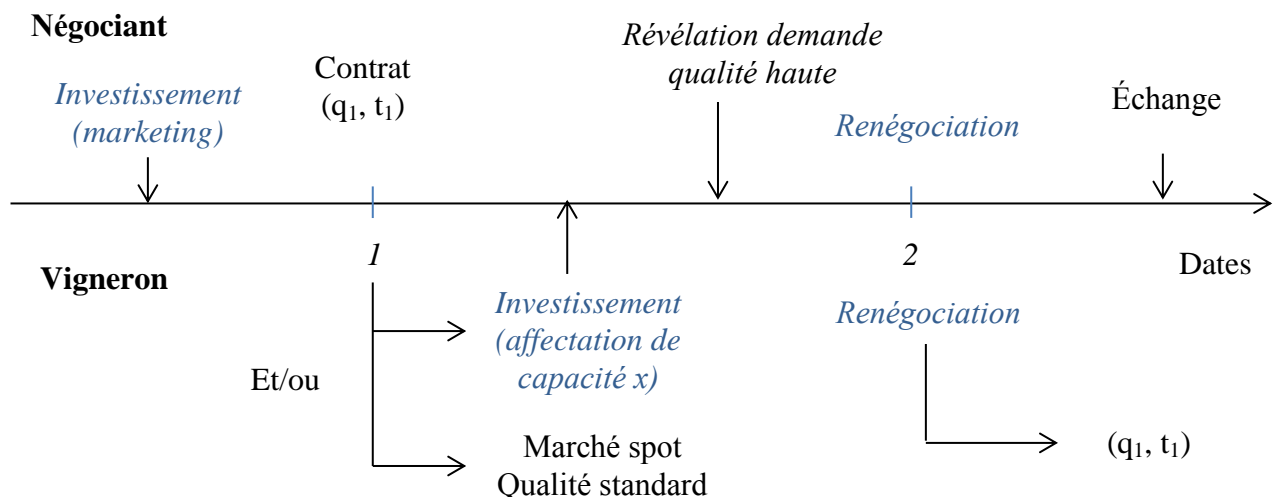 Négociant
Investissement
(marketing)
Contrat
(q1, t1)
Révélation demande
qualité haute
Renégociation
Échange
1
2
Dates
Vigneron
Et/ou
Investissement
(affectation de
capacité x)
Marché spot
Qualité standard
Renégociation
(q1, t1)